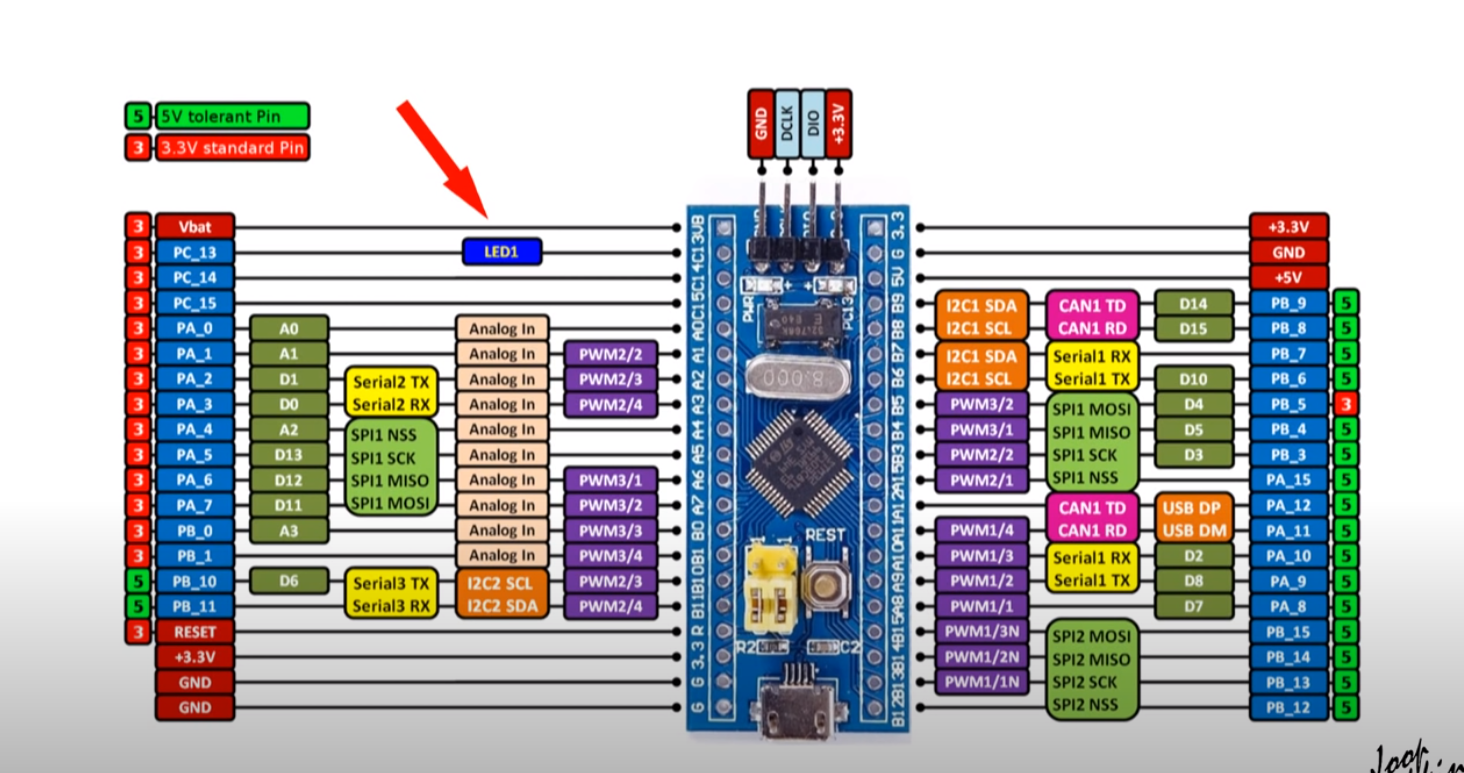 GND DCLK DIO +3.3V
5 5V tolerant Pin
3 3.3V standard Pin
3 Vbat VB 3.3 +3.3V
3 PC_13 LED1 C13 G GND
3 PC_14 C14 5V +5V
3 PC_15 C15 B9 I2C1 SDA CAN1 TD D14 PB_9 5
3 PA_0 A0 Analog In A0 B8 I2C1 SCL CAN1 RD D15 PB_8 5
3 PA_1 A1 Analog In PWM2/2 A1 B7 I2C1 SDA Serial1 RX PB_7 5
3 PA_2 D1 Serial2 TX Analog In PWM2/3 A2 B6 I2C1 SCL Serial1 TX D10 PB_6 5
3 PA_3 D0 Serial2 RX Analog In PWM2/4 A3 B5 PWM3/2 SPI1 MOSI D4 PB_5 3
3 PA_4 A2 SPI1 NSS Analog In A4 B4 PWM3/1 SPI1 MISO D5 PB_4 5
3 PA_5 D13 SPI1 SCK Analog In A5 B3 PWM2/2 SPI1 SCK D3 PB_3 5
3 PA_6 D12 SPI1 MISO Analog In PWM3/1 A6 A15 PWM2/1 SPI1 NSS PA_15 5
3 PA_7 D11 SPI1 MOSI Analog In PWM3/2 A7 A12 CAN1 TD USB DP PA_12 5
3 PB_0 A3 Analog In PWM3/3 B0 A11 PWM1/4 CAN1 RD USB DM PA_11 5
3 PB_1 Analog In PWM3/4 B1 A10 PWM1/3 Serial1 RX D2 PA_10 5
5 PB_10 D6 Serial3 TX I2C2 SCL PWM2/3 B10 A9 PWM1/2 Serial1 TX D8 PA_9 5
5 PB_11 Serial3 RX I2C2 SDA PWM2/4 B11 A8 PWM1/1 D7 PA_8 5
3 RESET R B15 PWM1/3N SPI2 MOSI PB_15 5
+3.3V 3.3 B14 PWM1/2N SPI2 MISO PB_14 5
GND G B13 PWM1/1N SPI2 SCK PB_13 5
GND G B12 SPI2 NSS PB_12 5
PWR PC13
8.000
REST
R2 C2